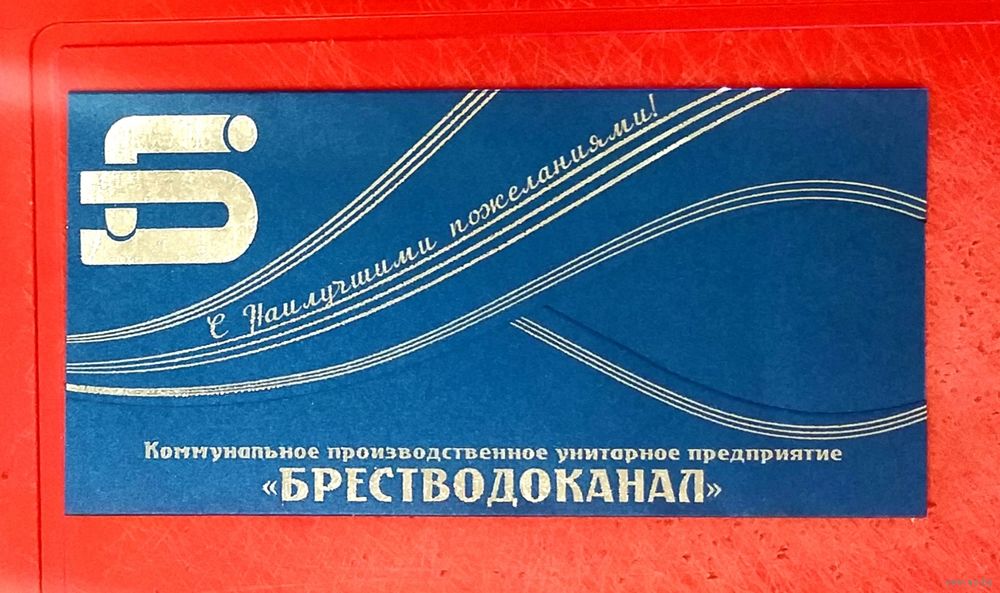 С Наилучшими пожеланиями!
Коммунальное производственное унитарное предприятие
«БРЕСТВОДОКАНАЛ»